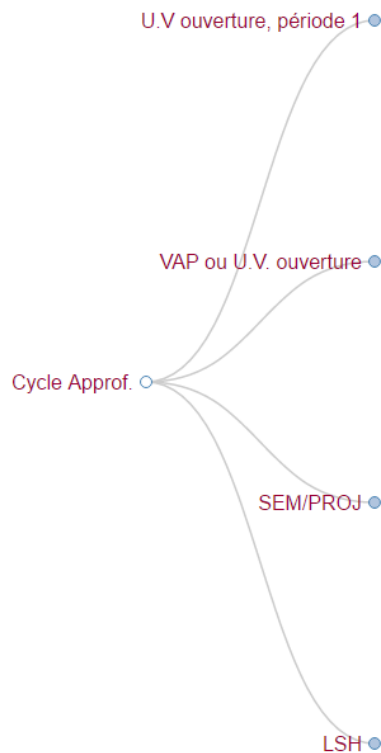 U.V ouverture, période 1
VAP ou U.V. ouverture
Cycle Approf.
SEM/PROJ
LSH